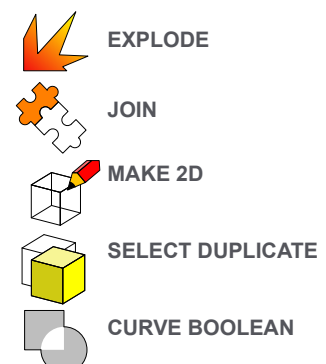 EXPLODE
JOIN
MAKE 2D
SELECT DUPLICATE
CURVE BOOLEAN